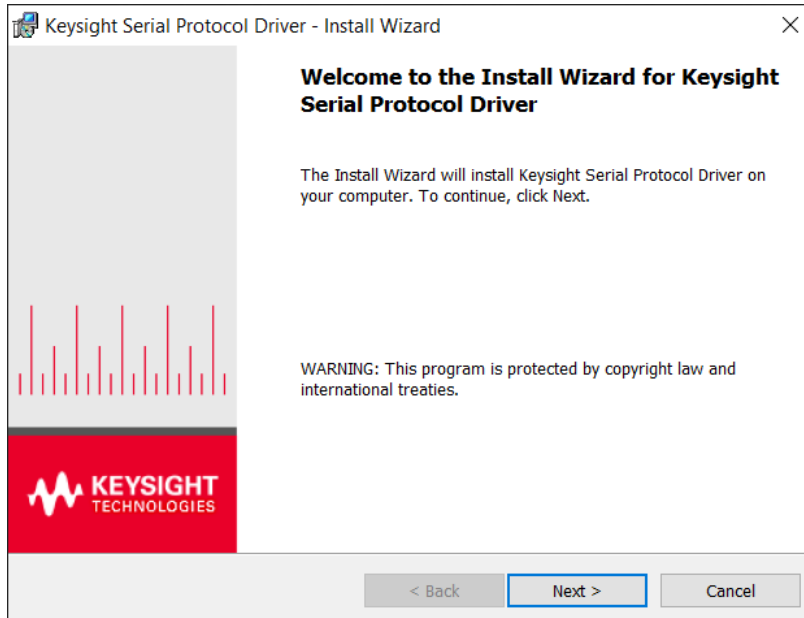 Keysight Serial Protocol Driver - Install Wizard
Welcome to the Install Wizard for Keysight
Serial Protocol Driver
The Install Wizard will install Keysight Serial Protocol Driver on
your computer. To continue, click Next.
WARNING: This program is protected by copyright law and
international treaties.
KEYSIGHT
TECHNOLOGIES
< Back
Next >
Cancel